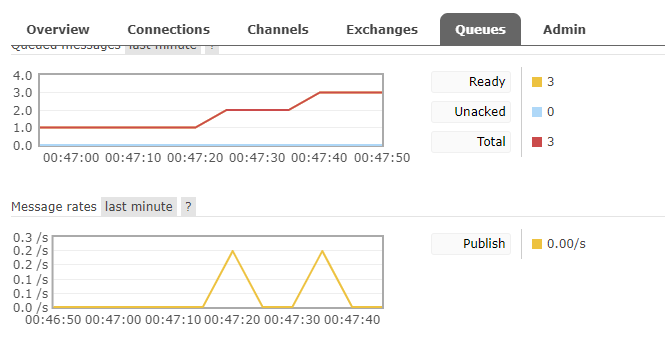 Overview Connections Channels Exchanges Queues Admin
Queued messages last minute ?
4.0
3.0
2.0
1.0
0.0
00:47:00 00:47:10 00:47:20 00:47:30 00:47:40 00:47:50
Ready 3
Unacked 0
Total 3
Message rates last minute ?
0.3 /s
0.2 /s
0.2 /s
0.1 /s
0.1 /s
0.0 /s
00:46:50 00:47:00 00:47:10 00:47:20 00:47:30 00:47:40
Publish 0.00/s